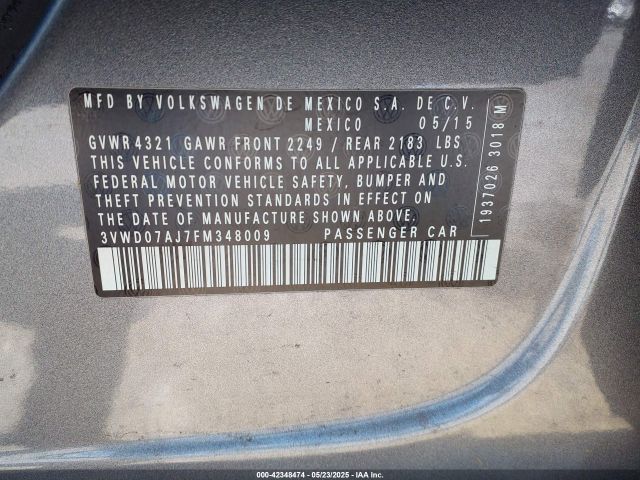 MFD BY VOLKSWAGEN DE MEXICO S.A. DE C.V.
MEXICO 05/15
GVWR 4321 GAWR FRONT 2249 / REAR 2183 LBS
THIS VEHICLE CONFORMS TO ALL APPLICABLE U.S.
FEDERAL MOTOR VEHICLE SAFETY, BUMPER AND
THEFT PREVENTION STANDARDS IN EFFECT ON
THE DATE OF MANUFACTURE SHOWN ABOVE.
3VWD07AJ7FM348009 PASSENGER CAR
1937026 3018 M
000-42348474 - 05/23/2025 - IAA Inc.